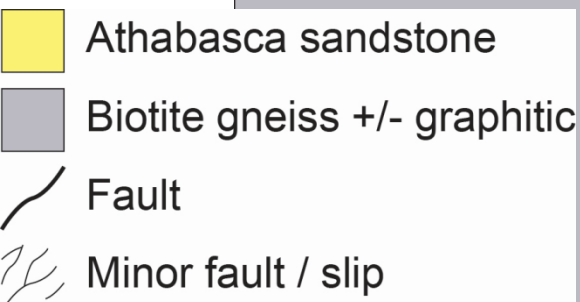 Athabasca sandstone
Biotite gneiss +/- graphitic
Fault
Minor fault / slip